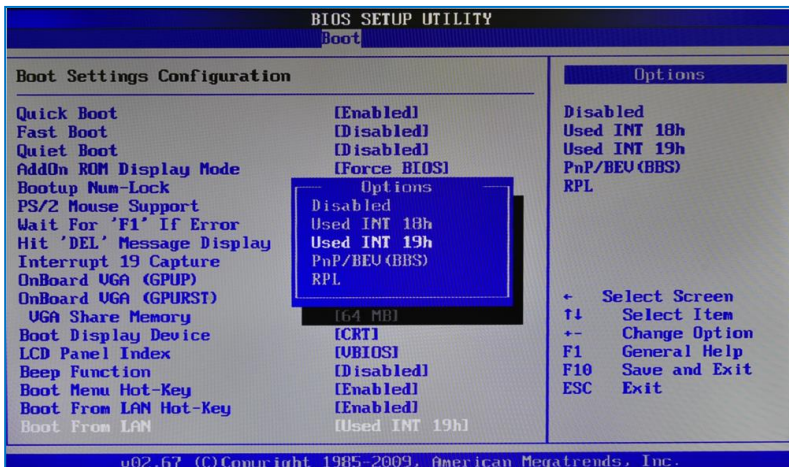 BIOS SETUP UTILITY
Boot
Boot Settings Configuration
Quick Boot [Enabled]
Fast Boot [Disabled]
Quiet Boot [Disabled]
AddOn ROM Display Mode [Force BIOS]
Bootup Num-Lock
PS/2 Mouse Support
Wait For 'F1' If Error
Hit 'DEL' Message Display
Interrupt 19 Capture
OnBoard VGA (GPUP)
OnBoard VGA (GPURST)
VGA Share Memory [64 MB]
Boot Display Device [CRT]
LCD Panel Index [VBIOS]
Beep Function [Disabled]
Boot Menu Hot-Key [Enabled]
Boot From LAN Hot-Key [Enabled]
Boot From LAN [Used INT 19h]
Options
Disabled
Used INT 18h
Used INT 19h
PnP/BEV(BBS)
RPL
Options
Disabled
Used INT 18h
Used INT 19h
PnP/BEV(BBS)
RPL
← Select Screen
↑↓ Select Item
+- Change Option
F1 General Help
F10 Save and Exit
ESC Exit
v02.67 (C)Copyright 1985-2009, American Megatrends, Inc.